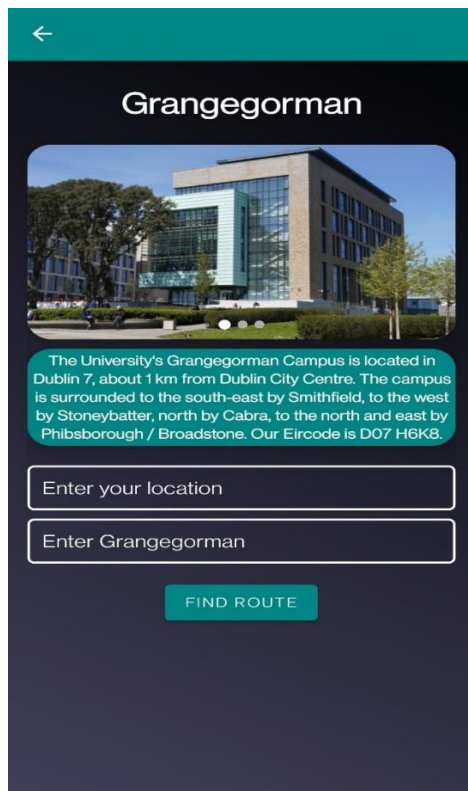 Grangegorman
The University's Grangegorman Campus is located in
Dublin 7, about 1 km from Dublin City Centre. The campus
is surrounded to the south-east by Smithfield, to the west
by Stoneybatter, north by Cabra, to the north and east by
Phibsborough / Broadstone. Our Eircode is D07 H6K8.
Enter your location
Enter Grangegorman
FIND ROUTE